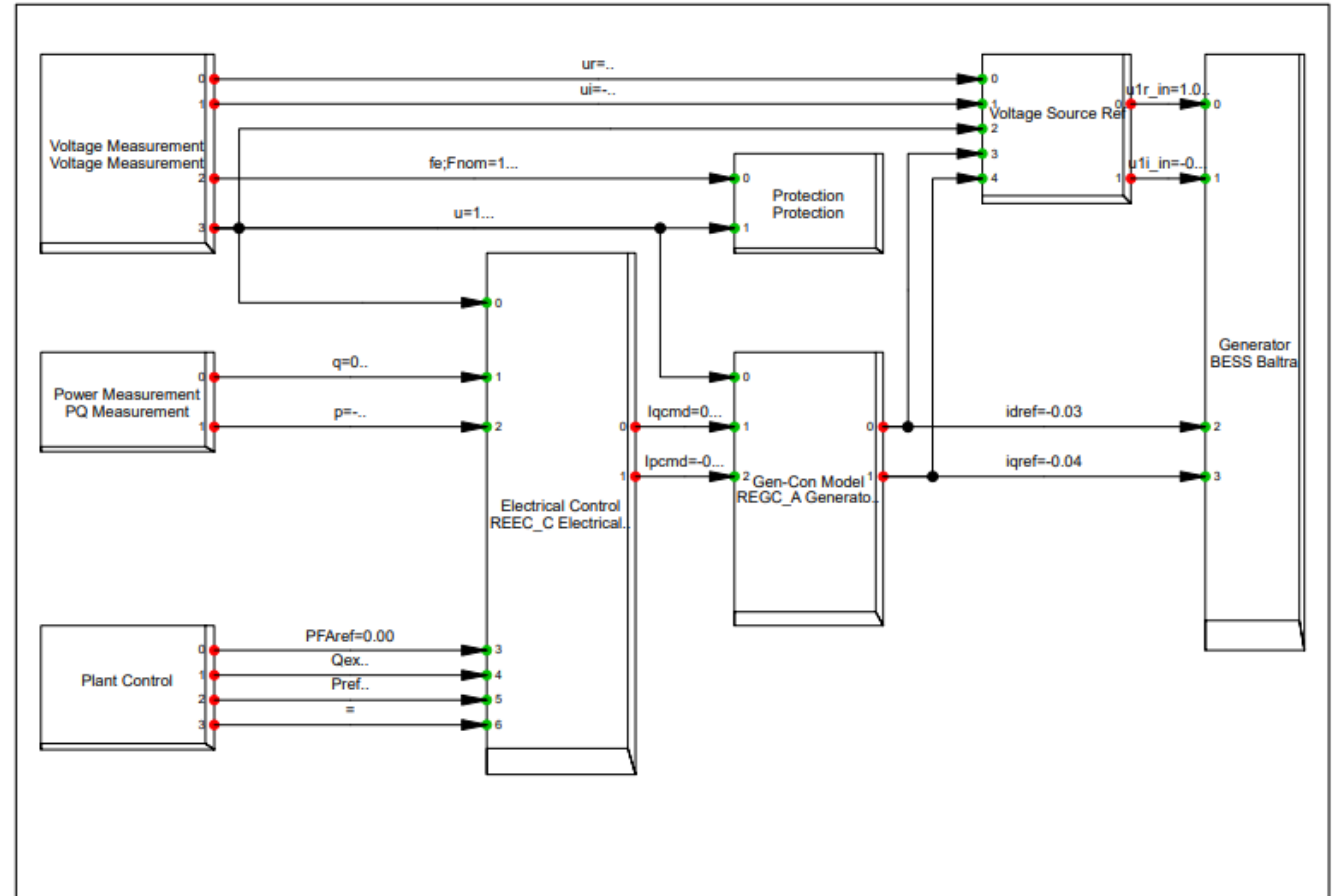 ur=..
ui=-..
0
1
Voltage Measurement
Voltage Measurement
2
3
fe;Fnom=1...
u=1...
0
1
2
3
4
Voltage Source Ref
0
1
u1r_in=1.0..
u1i_in=-0...
0
1
Generator
BESS Baltra
2
3
0
Protection
Protection
1
0
Power Measurement
PQ Measurement
1
q=0..
p=-..
0
1
2
Electrical Control
REEC_C Electrical..
0
1
3
4
5
6
Iqcmd=0...
Ipcmd=-0...
0
1
2
Gen-Con Model
REGC_A Generato..
0
1
idref=-0.03
iqref=-0.04
Plant Control
0
1
2
3
PFAref=0.00
Qex..
Pref..
=